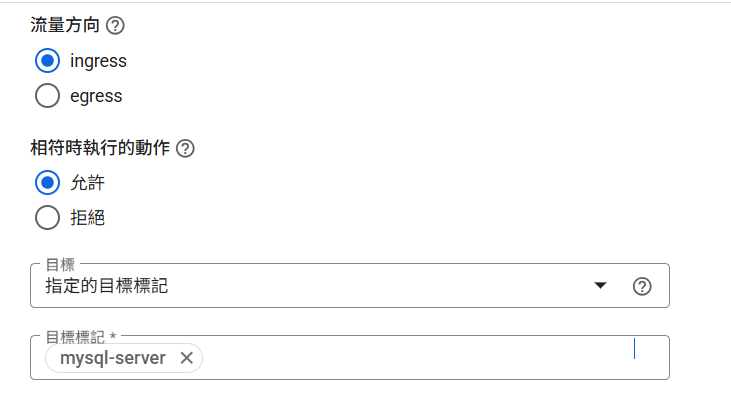 流量方向
ingress
egress
相符時執行的動作
允許
拒絕
目標
指定的目標標記
目標標記 *
mysql-server